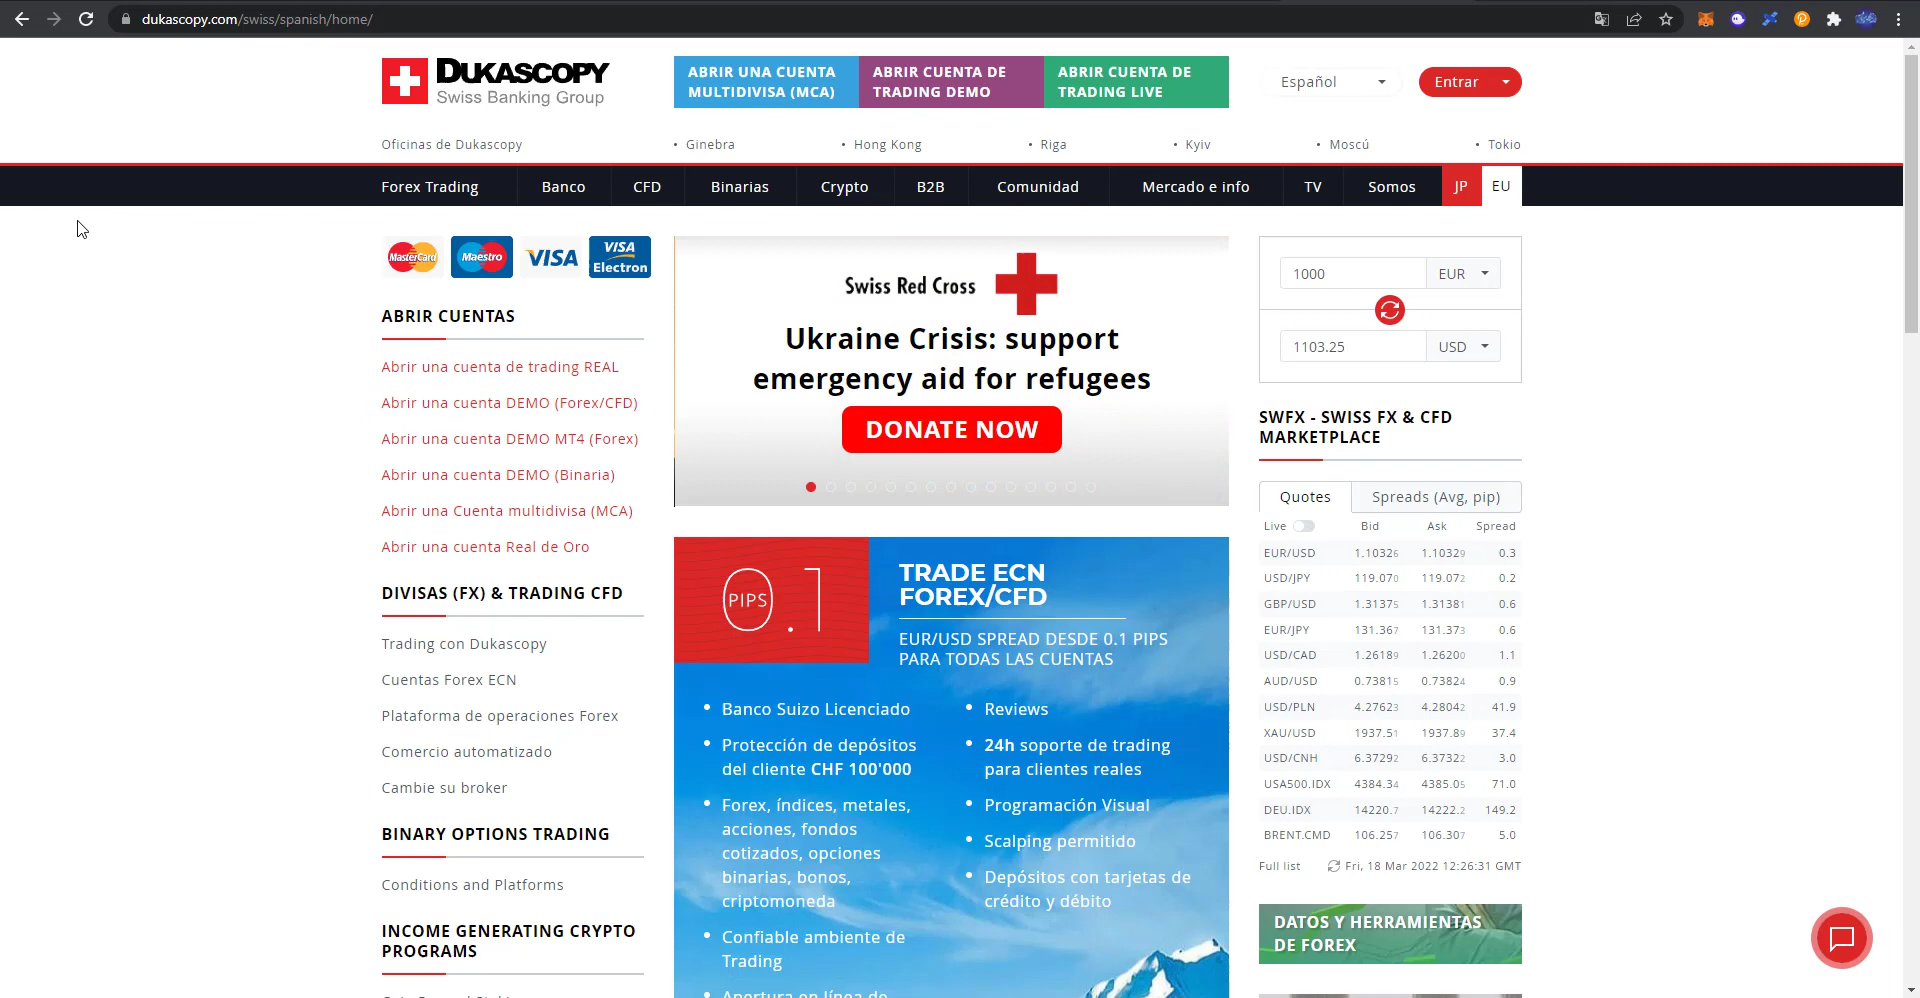 dukascopy.com/swiss/spanish/home/
DUKASCOPY
Swiss Banking Group
ABRIR UNA CUENTA
MULTIDIVISA (MCA)
ABRIR CUENTA DE
TRADING DEMO
ABRIR CUENTA DE
TRADING LIVE
Español
Entrar
Oficinas de Dukascopy
• Ginebra
• Hong Kong
• Riga
• Kyiv
• Moscú
• Tokio
Forex Trading
Banco
CFD
Binarias
Crypto
B2B
Comunidad
Mercado e info
TV
Somos
JP
EU
MasterCard
Maestro
VISA
VISA
Electron
ABRIR CUENTAS
Abrir una cuenta de trading REAL
Abrir una cuenta DEMO (Forex/CFD)
Abrir una cuenta DEMO MT4 (Forex)
Abrir una cuenta DEMO (Binaria)
Abrir una Cuenta multidivisa (MCA)
Abrir una cuenta Real de Oro
DIVISAS (FX) & TRADING CFD
Trading con Dukascopy
Cuentas Forex ECN
Plataforma de operaciones Forex
Comercio automatizado
Cambie su broker
BINARY OPTIONS TRADING
Conditions and Platforms
INCOME GENERATING CRYPTO
PROGRAMS
Swiss Red Cross
Ukraine Crisis: support
emergency aid for refugees
DONATE NOW
0.1
PIPS
TRADE ECN
FOREX/CFD
EUR/USD SPREAD DESDE 0.1 PIPS
PARA TODAS LAS CUENTAS
• Banco Suizo Licenciado
• Protección de depósitos
del cliente CHF 100'000
• Forex, índices, metales,
acciones, fondos
cotizados, opciones
binarias, bonos,
criptomoneda
• Confiable ambiente de
Trading
Apertura en línea de
• Reviews
• 24h soporte de trading
para clientes reales
• Programación Visual
• Scalping permitido
• Depósitos con tarjetas de
crédito y débito
1000 EUR
1103.25 USD
SWFX - SWISS FX & CFD
MARKETPLACE
Quotes Spreads (Avg, pip)
Live Bid Ask Spread
EUR/USD 1.10326 1.10329 0.3
USD/JPY 119.070 119.072 0.2
GBP/USD 1.31375 1.31381 0.6
EUR/JPY 131.367 131.373 0.6
USD/CAD 1.26189 1.26200 1.1
AUD/USD 0.73815 0.73824 0.9
USD/PLN 4.27623 4.28042 41.9
XAU/USD 1937.51 1937.89 37.4
USD/CNH 6.37292 6.37322 3.0
USA500.IDX 4384.34 4385.05 71.0
DEU.IDX 14220.7 14222.2 149.2
BRENT.CMD 106.257 106.307 5.0
Full list Fri, 18 Mar 2022 12:26:31 GMT
DATOS Y HERRAMIENTAS
DE FOREX